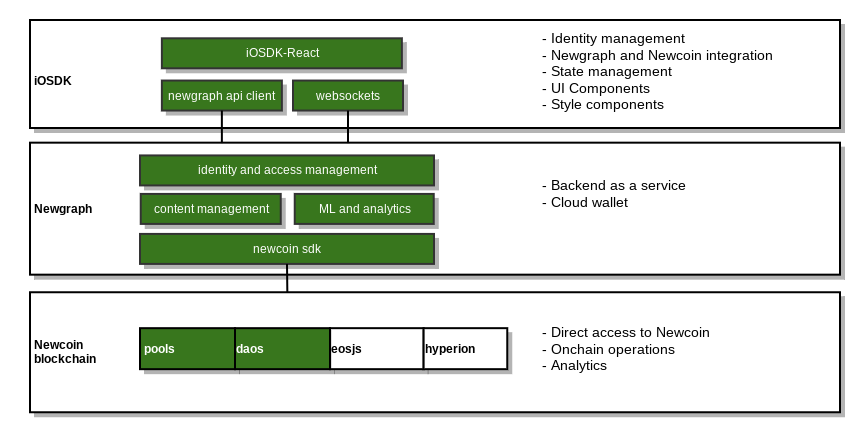 iOSDK
iOSDK-React
newgraph api client
websockets
- Identity management
- Newgraph and Newcoin integration
- State management
- UI Components
- Style components
Newgraph
identity and access management
content management
ML and analytics
newcoin sdk
- Backend as a service
- Cloud wallet
Newcoin
blockchain
pools
daos
eosjs
hyperion
- Direct access to Newcoin
- Onchain operations
- Analytics